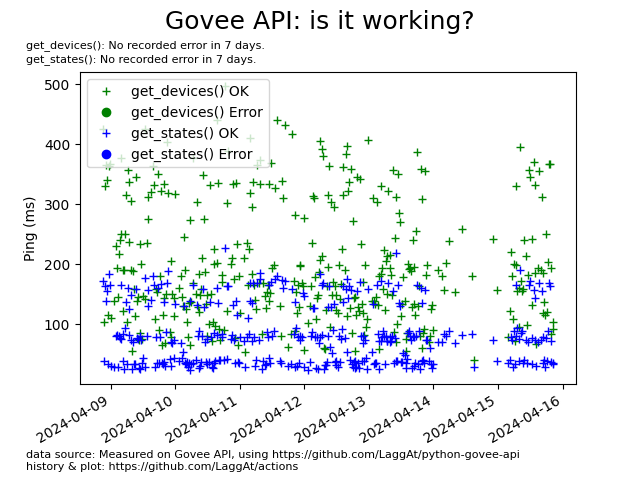 Govee API: is it working?
get_devices(): No recorded error in 7 days.
get_states(): No recorded error in 7 days.
500
400
300
200
100
Ping (ms)
get_devices() OK
get_devices() Error
get_states() OK
get_states() Error
2024-04-09
2024-04-10
2024-04-11
2024-04-12
2024-04-13
2024-04-14
2024-04-15
2024-04-16
data source: Measured on Govee API, using https://github.com/LaggAt/python-govee-api
history & plot: https://github.com/LaggAt/actions